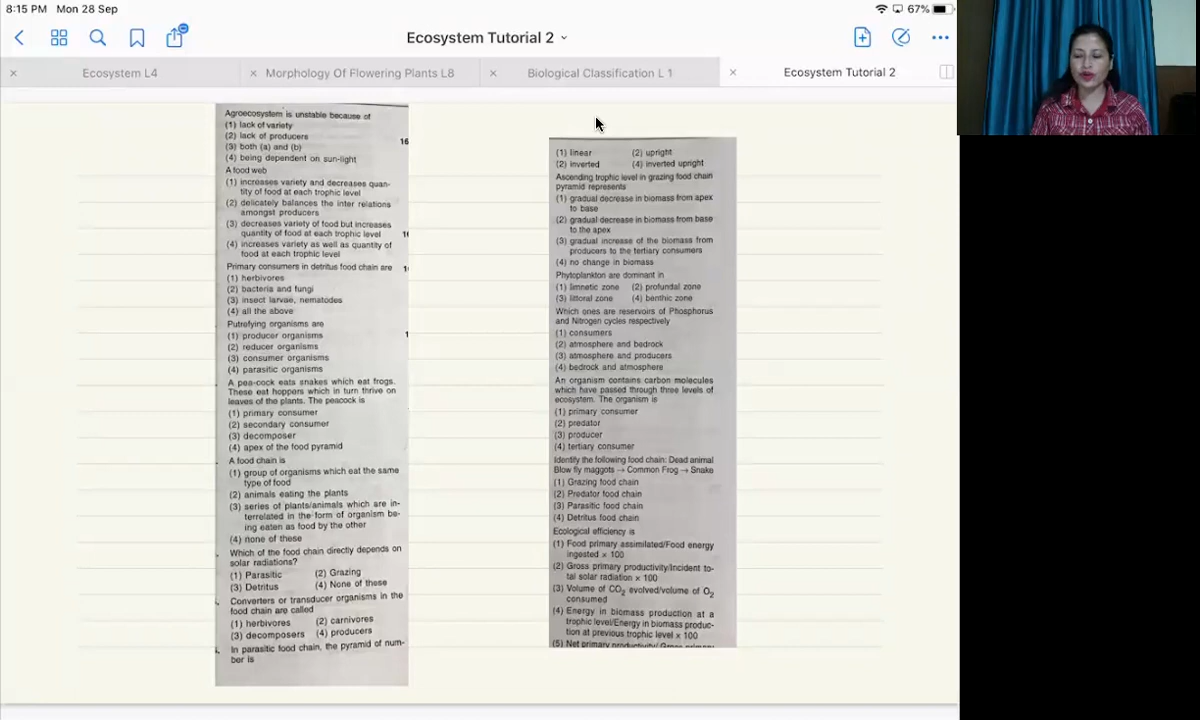 8:15 PM Mon 28 Sep
67%
Ecosystem Tutorial 2
Ecosystem L4
Morphology Of Flowering Plants L8
Biological Classification L 1
Ecosystem Tutorial 2
Agroecosystem is unstable because of
(1) lack of variety
(2) lack of producers
(3) both (a) and (b)
(4) being dependent on sun-light
A food web
(1) increases variety and decreases quan-
tity of food at each trophic level
(2) delicately balances the inter relations
amongst producers
(3) decreases variety of food but increases
quantity of food at each trophic level
(4) increases variety as well as quantity of
food at each trophic level
Primary consumers in detritus food chain are
(1) herbivores
(2) bacteria and fungi
(3) insect larvae, nematodes
(4) all the above
Putrefying organisms are
(1) producer organisms
(2) reducer organisms
(3) consumer organisms
(4) parasitic organisms
A pea-cock eats snakes which eat frogs.
These eat hoppers which in turn thrive on
leaves of the plants. The peacock is
(1) primary consumer
(2) secondary consumer
(3) decomposer
(4) apex of the food pyramid
A food chain is
(1) group of organisms which eat the same
type of food
(2) animals eating the plants
(3) series of plants/animals which are in-
terrelated in the form of organism be-
ing eaten as food by the other
(4) none of these
Which of the food chain directly depends on
solar radiations?
(1) Parasitic (2) Grazing
(3) Detritus (4) None of these
Converters or transducer organisms in the
food chain are called
(1) herbivores (2) carnivores
(3) decomposers (4) producers
In parasitic food chain, the pyramid of num-
ber is
16
(1) linear (2) upright
(2) inverted (4) inverted upright
Ascending trophic level in grazing food chain
pyramid represents
(1) gradual decrease in biomass from apex
to base
(2) gradual decrease in biomass from base
to the apex
(3) gradual increase of the biomass from
producers to the tertiary consumers
(4) no change in biomass
Phytoplankton are dominant in
(1) limnetic zone (2) profundal zone
(3) littoral zone (4) benthic zone
Which ones are reservoirs of Phosphorus
and Nitrogen cycles respectively
(1) consumers
(2) atmosphere and bedrock
(3) atmosphere and producers
(4) bedrock and atmosphere
An organism contains carbon molecules
which have passed through three levels of
ecosystem. The organism is
(1) primary consumer
(2) predator
(3) producer
(4) tertiary consumer
Identify the following food chain: Dead animal
Blow fly maggots → Common Frog → Snake
(1) Grazing food chain
(2) Predator food chain
(3) Parasitic food chain
(4) Detritus food chain
Ecological efficiency is
(1) Food primary assimilated/Food energy
ingested x 100
(2) Gross primary productivity/Incident to-
tal solar radiation x 100
(3) Volume of CO2 evolved/volume of O2
consumed
(4) Energy in biomass production at a
trophic level/Energy in biomass produc-
tion at previous trophic level x 100
(5) Net primary productivity/ Gross primary